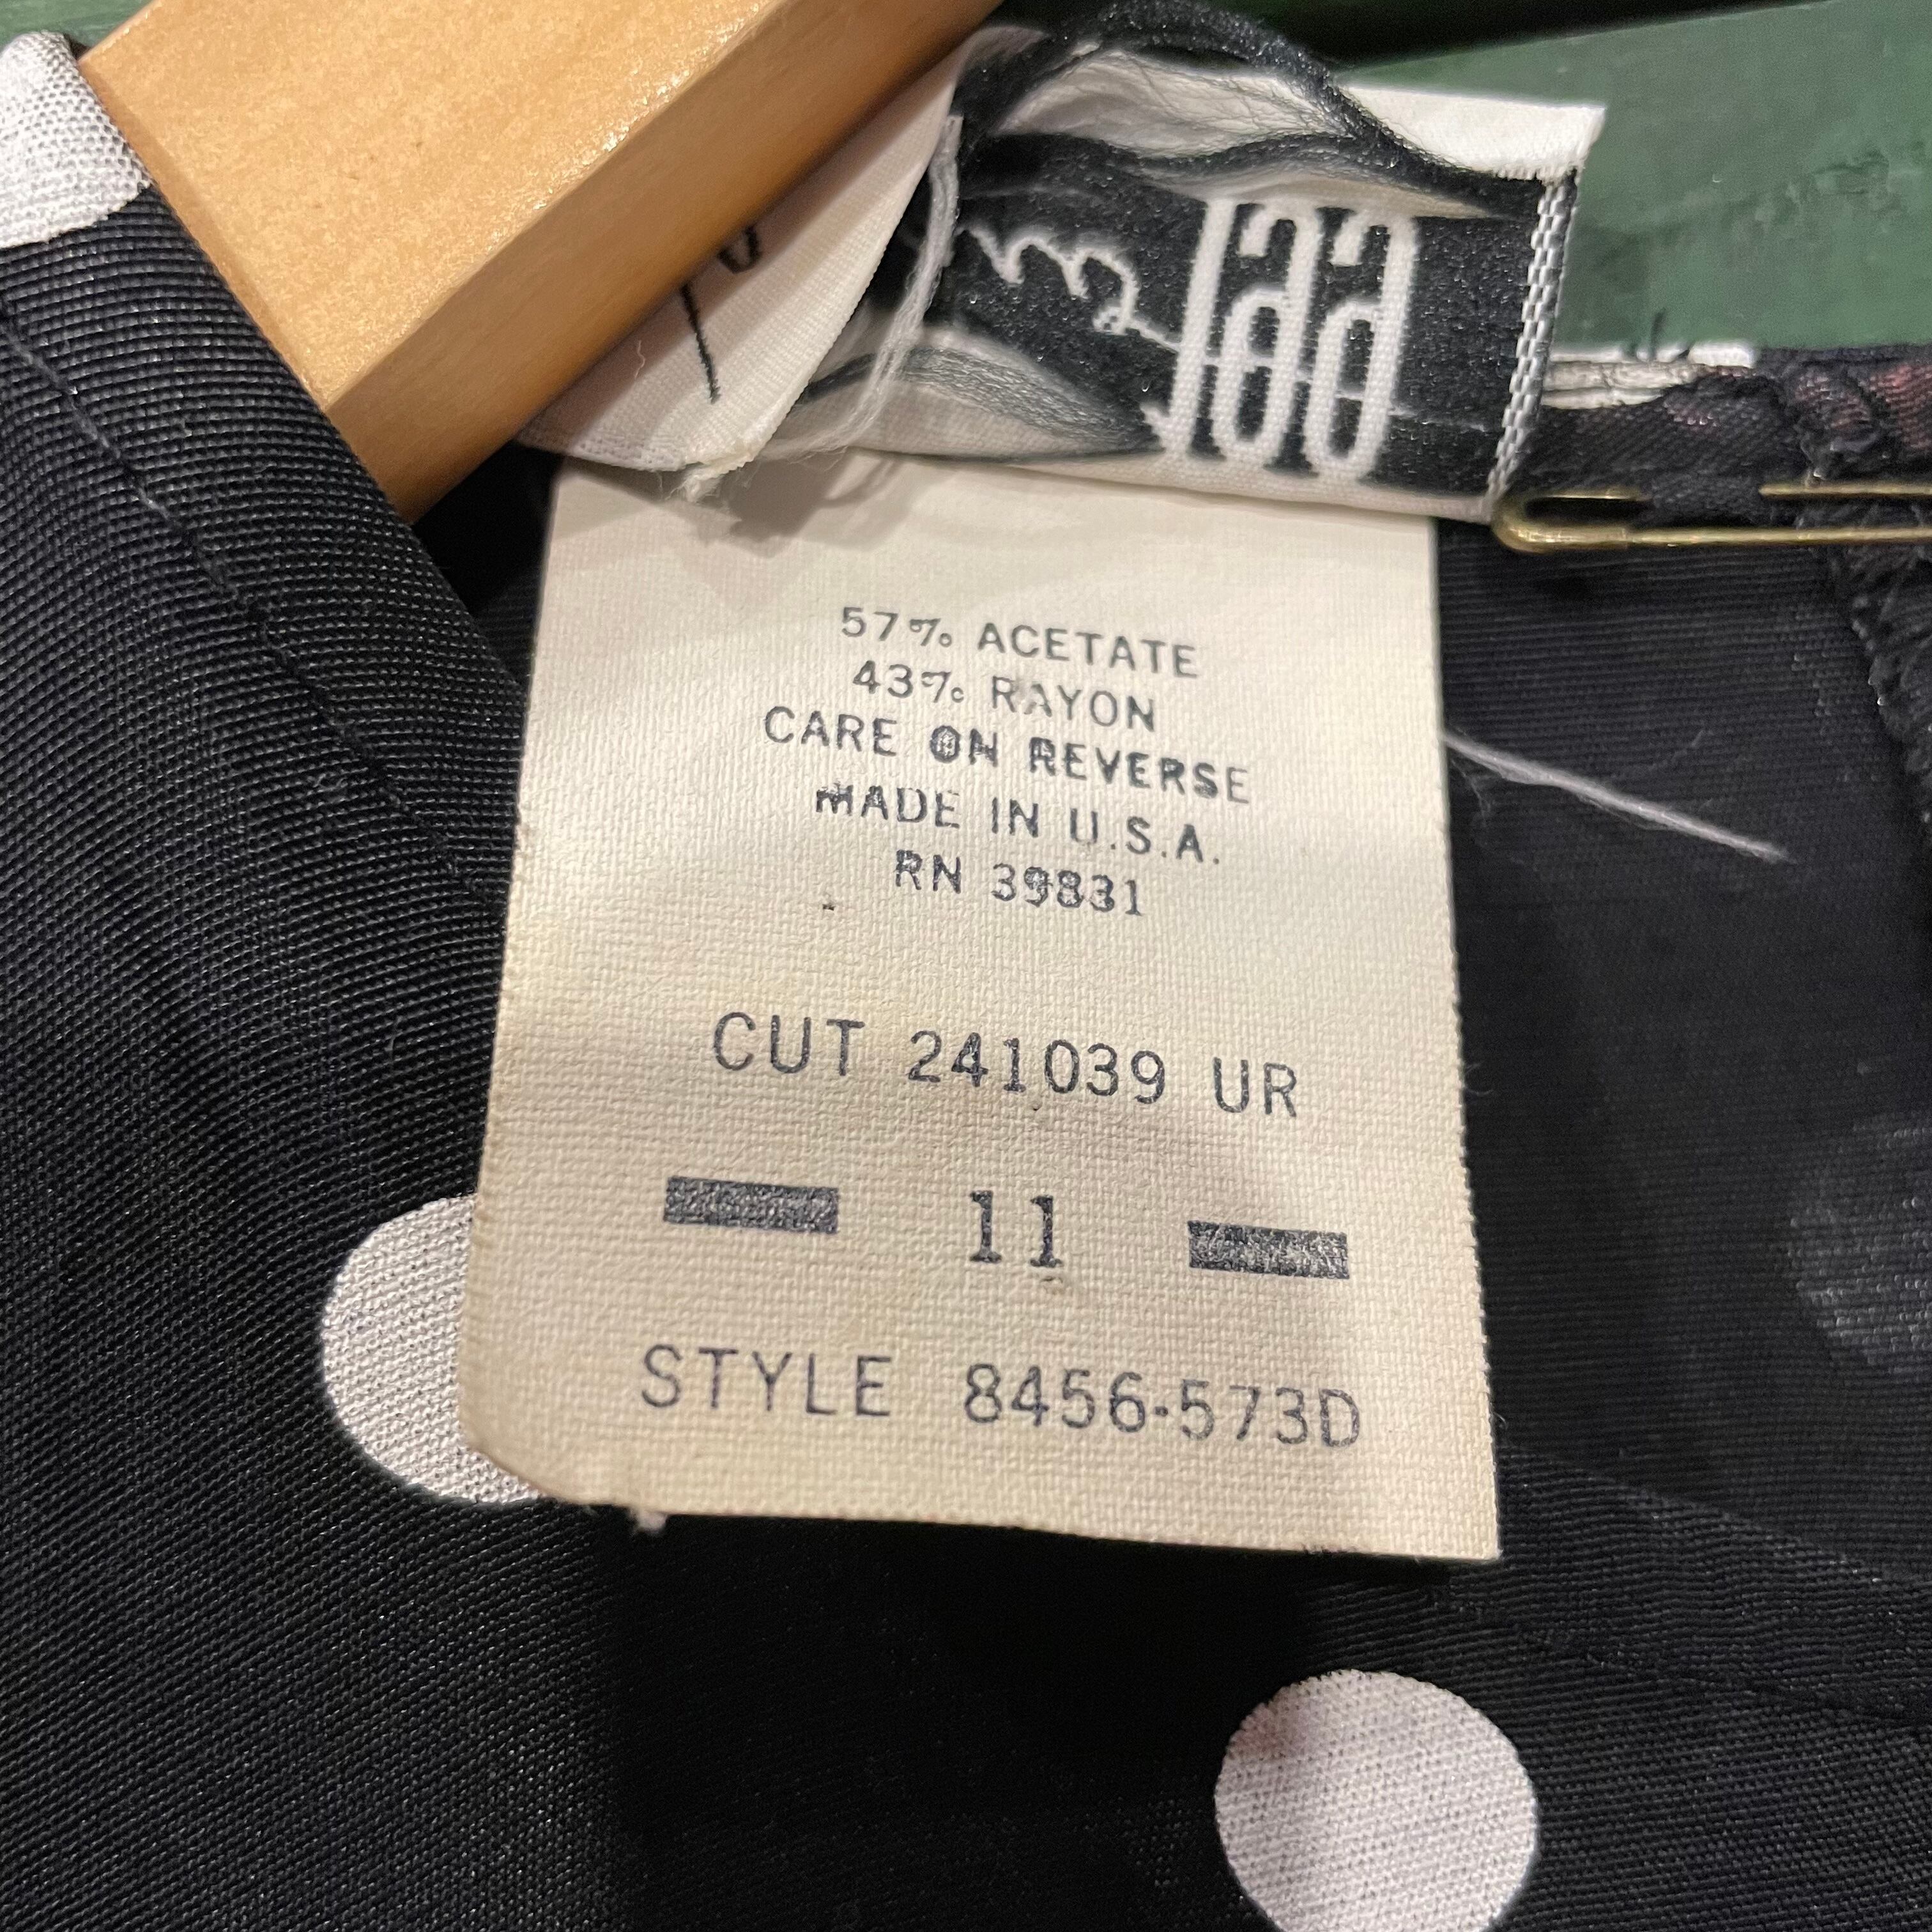 57% ACETATE
43% RAYON
CARE ON REVERSE
MADE IN U.S.A.
RN 39831
CUT 241039 UR
11
STYLE 8456-573D